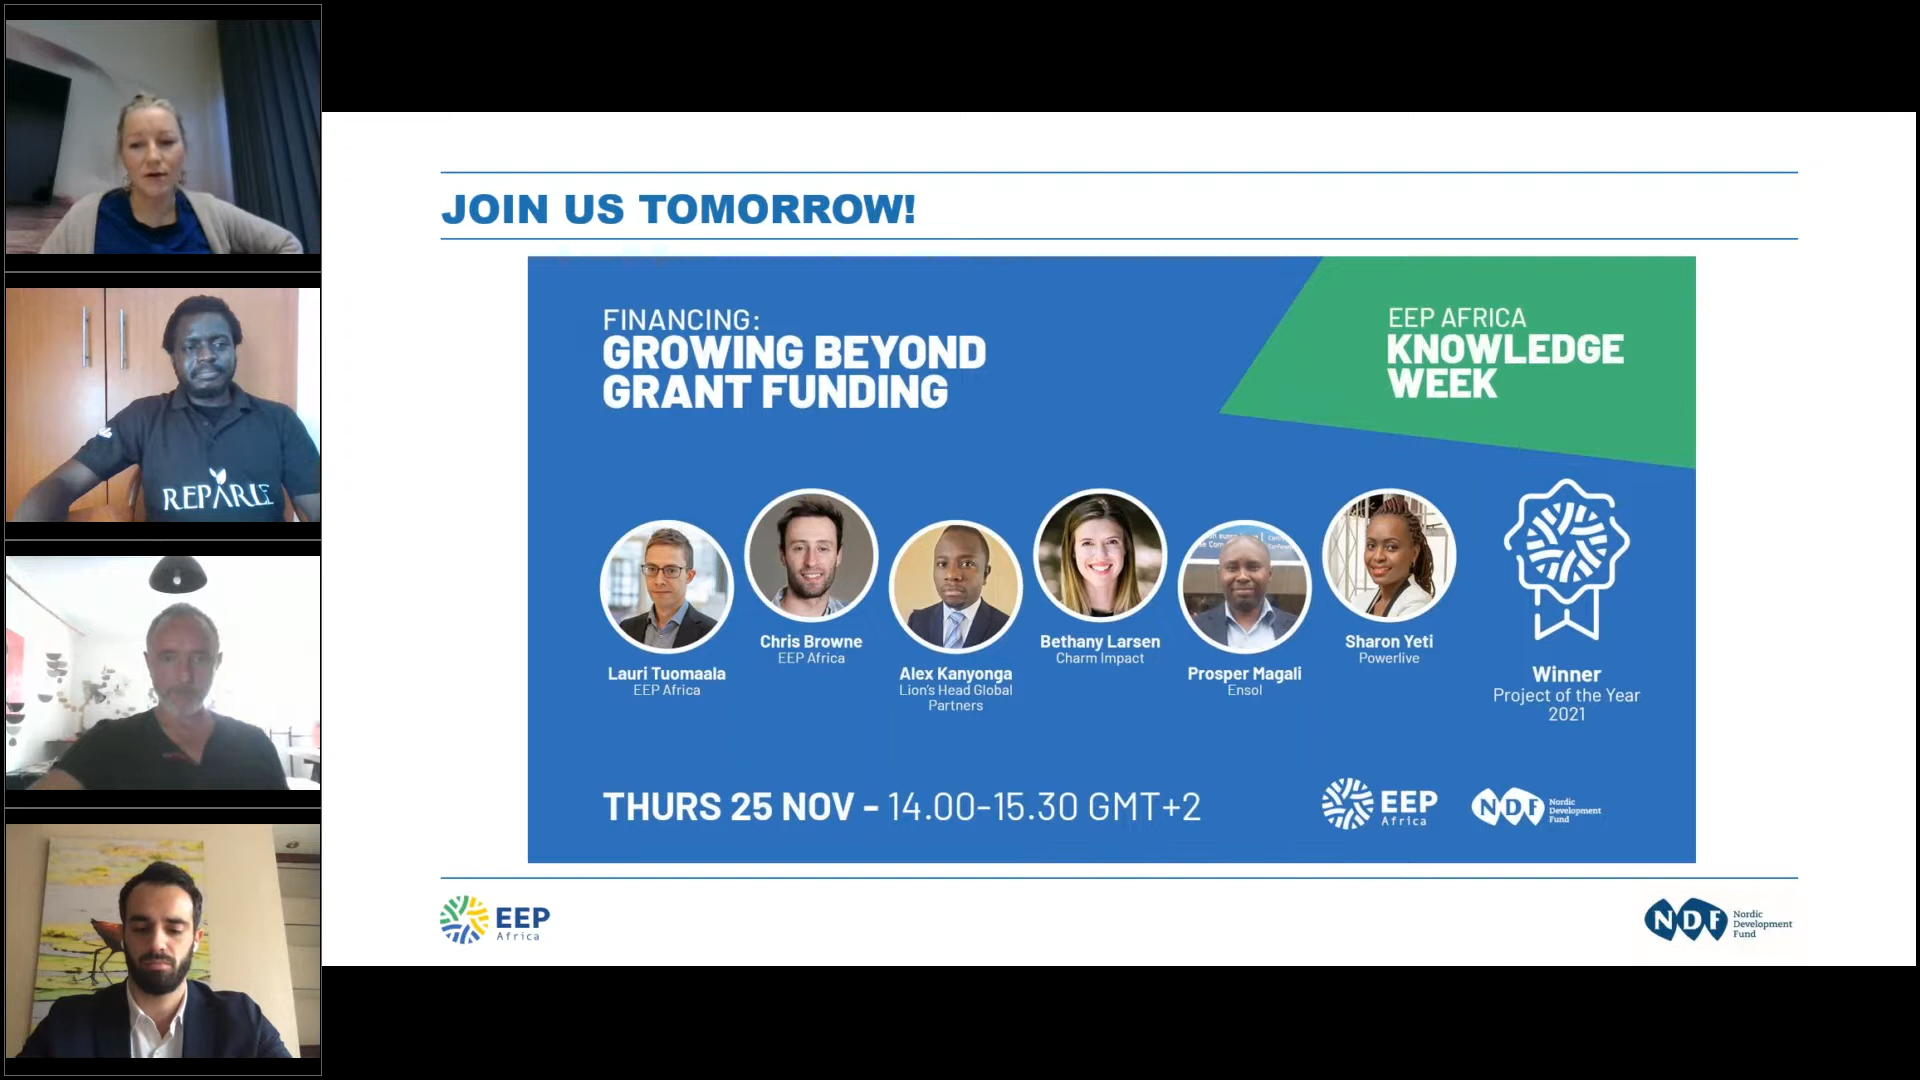 REPARLE
JOIN US TOMORROW!
FINANCING:
GROWING BEYOND
GRANT FUNDING
EEP AFRICA
KNOWLEDGE
WEEK
Lauri Tuomaala
EEP Africa
Chris Browne
EEP Africa
Alex Kanyonga
Lion's Head Global
Partners
Bethany Larsen
Charm Impact
Prosper Magali
Ensol
Sharon Yeti
Powerlive
Winner
Project of the Year
2021
THURS 25 NOV - 14.00-15.30 GMT+2
EEP
Africa
NDF
Nordic
Development
Fund
EEP
Africa
NDF
Nordic
Development
Fund